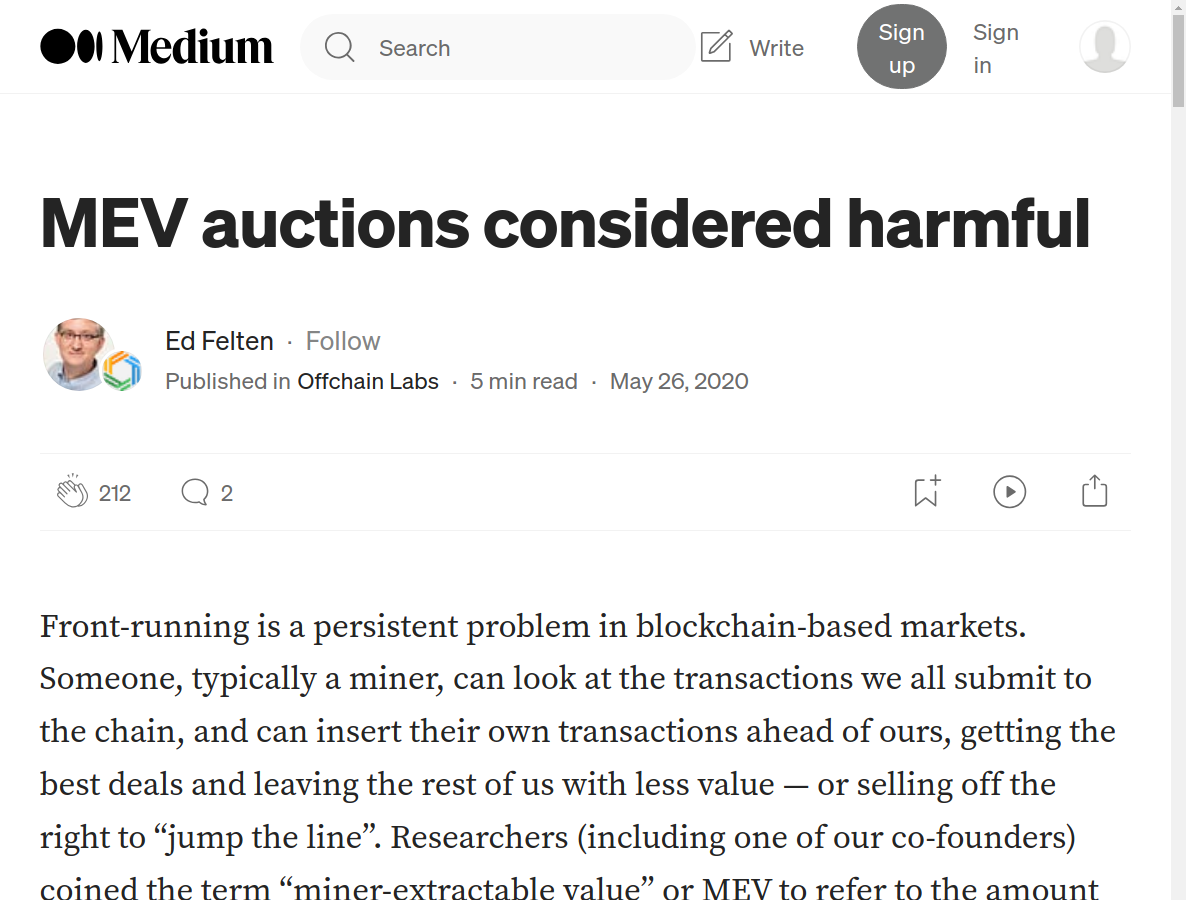 Medium
Search
Write
Sign up
Sign in
MEV auctions considered harmful
Ed Felten · Follow
Published in Offchain Labs · 5 min read · May 26, 2020
212
2
Front-running is a persistent problem in blockchain-based markets.
Someone, typically a miner, can look at the transactions we all submit to
the chain, and can insert their own transactions ahead of ours, getting the
best deals and leaving the rest of us with less value — or selling off the
right to “jump the line”. Researchers (including one of our co-founders)
coined the term “miner-extractable value” or MEV to refer to the amount